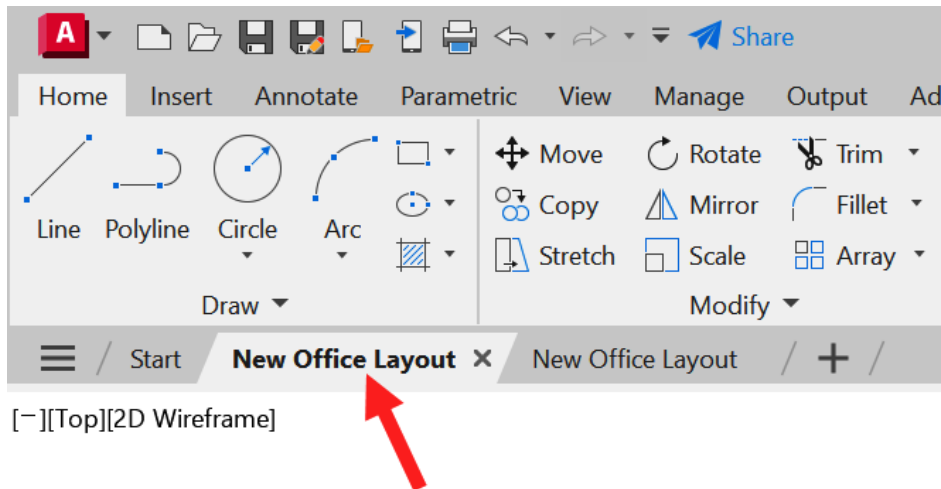 A Share
Home Insert Annotate Parametric View Manage Output Ad
Move Rotate Trim
Copy Mirror Fillet
Line Polyline Circle Arc
Stretch Scale Array
Draw Modify
Start New Office Layout × New Office Layout +
[−][Top][2D Wireframe]